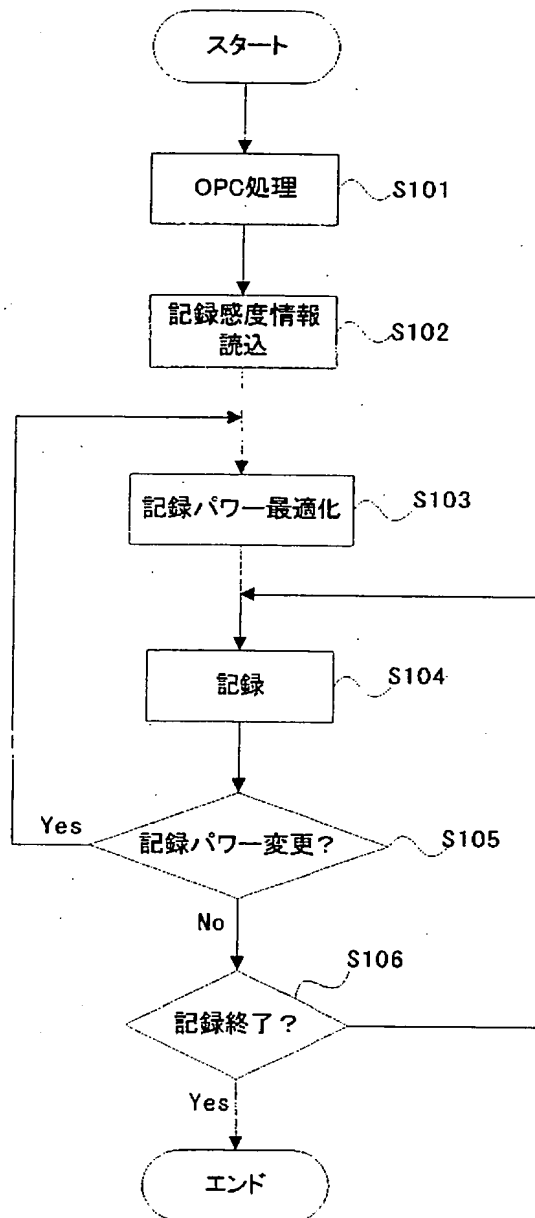 スタート
OPC処理
S101
記録感度情報
読込
S102
記録パワー最適化
S103
記録
S104
Yes
記録パワー変更?
S105
No
S106
記録終了?
Yes
エンド